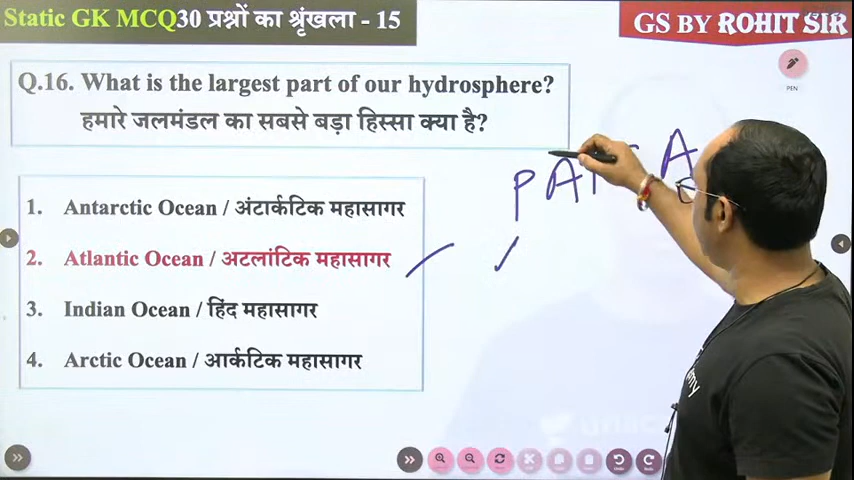 Static GK MCQ30 प्रश्नों का श्रृंखला - 15
GS BY ROHIT SIR
Q.16. What is the largest part of our hydrosphere?
हमारे जलमंडल का सबसे बड़ा हिस्सा क्या है?
PEN
1. Antarctic Ocean / अंटार्कटिक महासागर
2. Atlantic Ocean / अटलांटिक महासागर
3. Indian Ocean / हिंद महासागर
4. Arctic Ocean / आर्कटिक महासागर
Undo
Redo